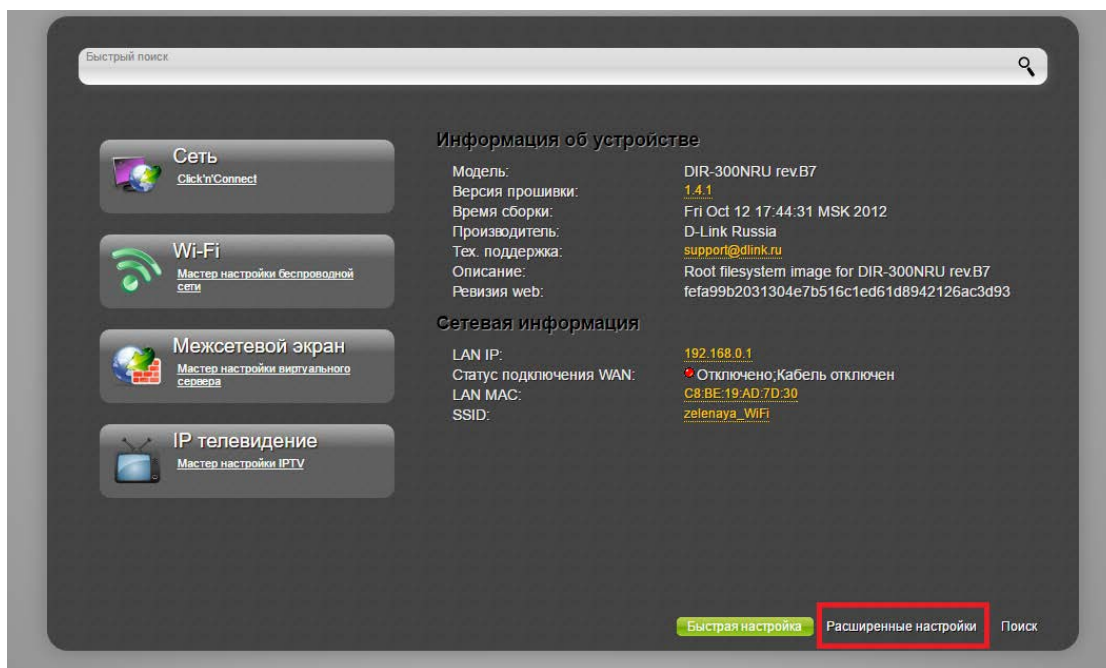 Быстрый поиск
Сеть
Click'n'Connect
Wi-Fi
Мастер настройки беспроводной
сети
Межсетевой экран
Мастер настройки виртуального
сервера
IP телевидение
Мастер настройки IPTV
Информация об устройстве
Модель: DIR-300NRU rev.B7
Версия прошивки: 1.4.1
Время сборки: Fri Oct 12 17:44:31 MSK 2012
Производитель: D-Link Russia
Тех. поддержка: support@dlink.ru
Описание: Root filesystem image for DIR-300NRU rev.B7
Ревизия web: fefa99b2031304e7b516c1ed61d8942126ac3d93
Сетевая информация
LAN IP: 192.168.0.1
Статус подключения WAN: Отключено;Кабель отключен
LAN MAC: C8:BE:19:AD:7D:30
SSID: zelenaya_WiFi
Быстрая настройка Расширенные настройки Поиск